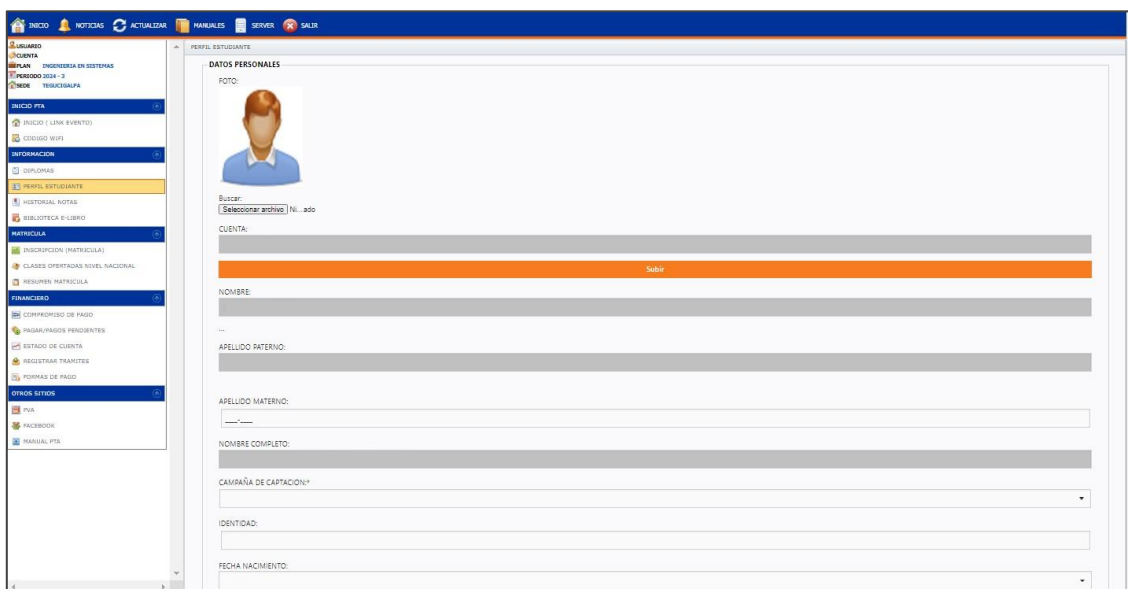 INICIO NOTICIAS ACTUALIZAR MANUALES SERVER SALIR
USUARIO
CUENTA
PLAN INGENIERIA EN SISTEMAS
PERIODO 2024 - 3
SEDE TEGUCIGALPA
INICIO PTA
INICIO ( LINK EVENTO)
CODIGO WIFI
INFORMACION
DIPLOMAS
PERFIL ESTUDIANTE
HISTORIAL NOTAS
BIBLIOTECA E-LIBRO
MATRICULA
INSCRIPCION (MATRICULA)
CLASES OFERTADAS NIVEL NACIONAL
RESUMEN MATRICULA
FINANCIERO
COMPROMISO DE PAGO
PAGAR/PAGOS PENDIENTES
ESTADO DE CUENTA
REGISTRAR TRAMITES
FORMAS DE PAGO
OTROS SITIOS
PVA
FACEBOOK
MANUAL PTA
PERFIL ESTUDIANTE
DATOS PERSONALES
FOTO:
Buscar:
Seleccionar archivo Ni...ado
CUENTA:
Subir
NOMBRE:
...
APELLIDO PATERNO:
APELLIDO MATERNO:
____-____
NOMBRE COMPLETO:
CAMPAÑA DE CAPTACION:*
IDENTIDAD:
FECHA NACIMIENTO: